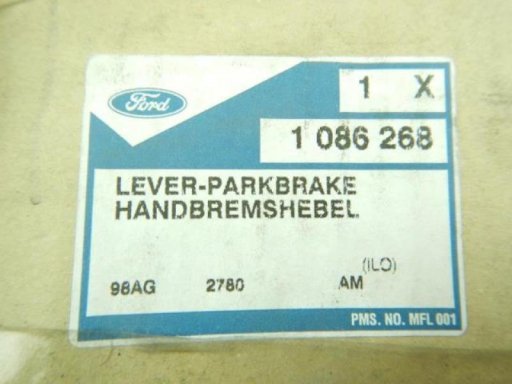 Ford
1 X
1 086 268
LEVER-PARKBRAKE
HANDBREMSHEBEL
(ILO)
98AG 2780 AM
PMS. NO. MFL 001